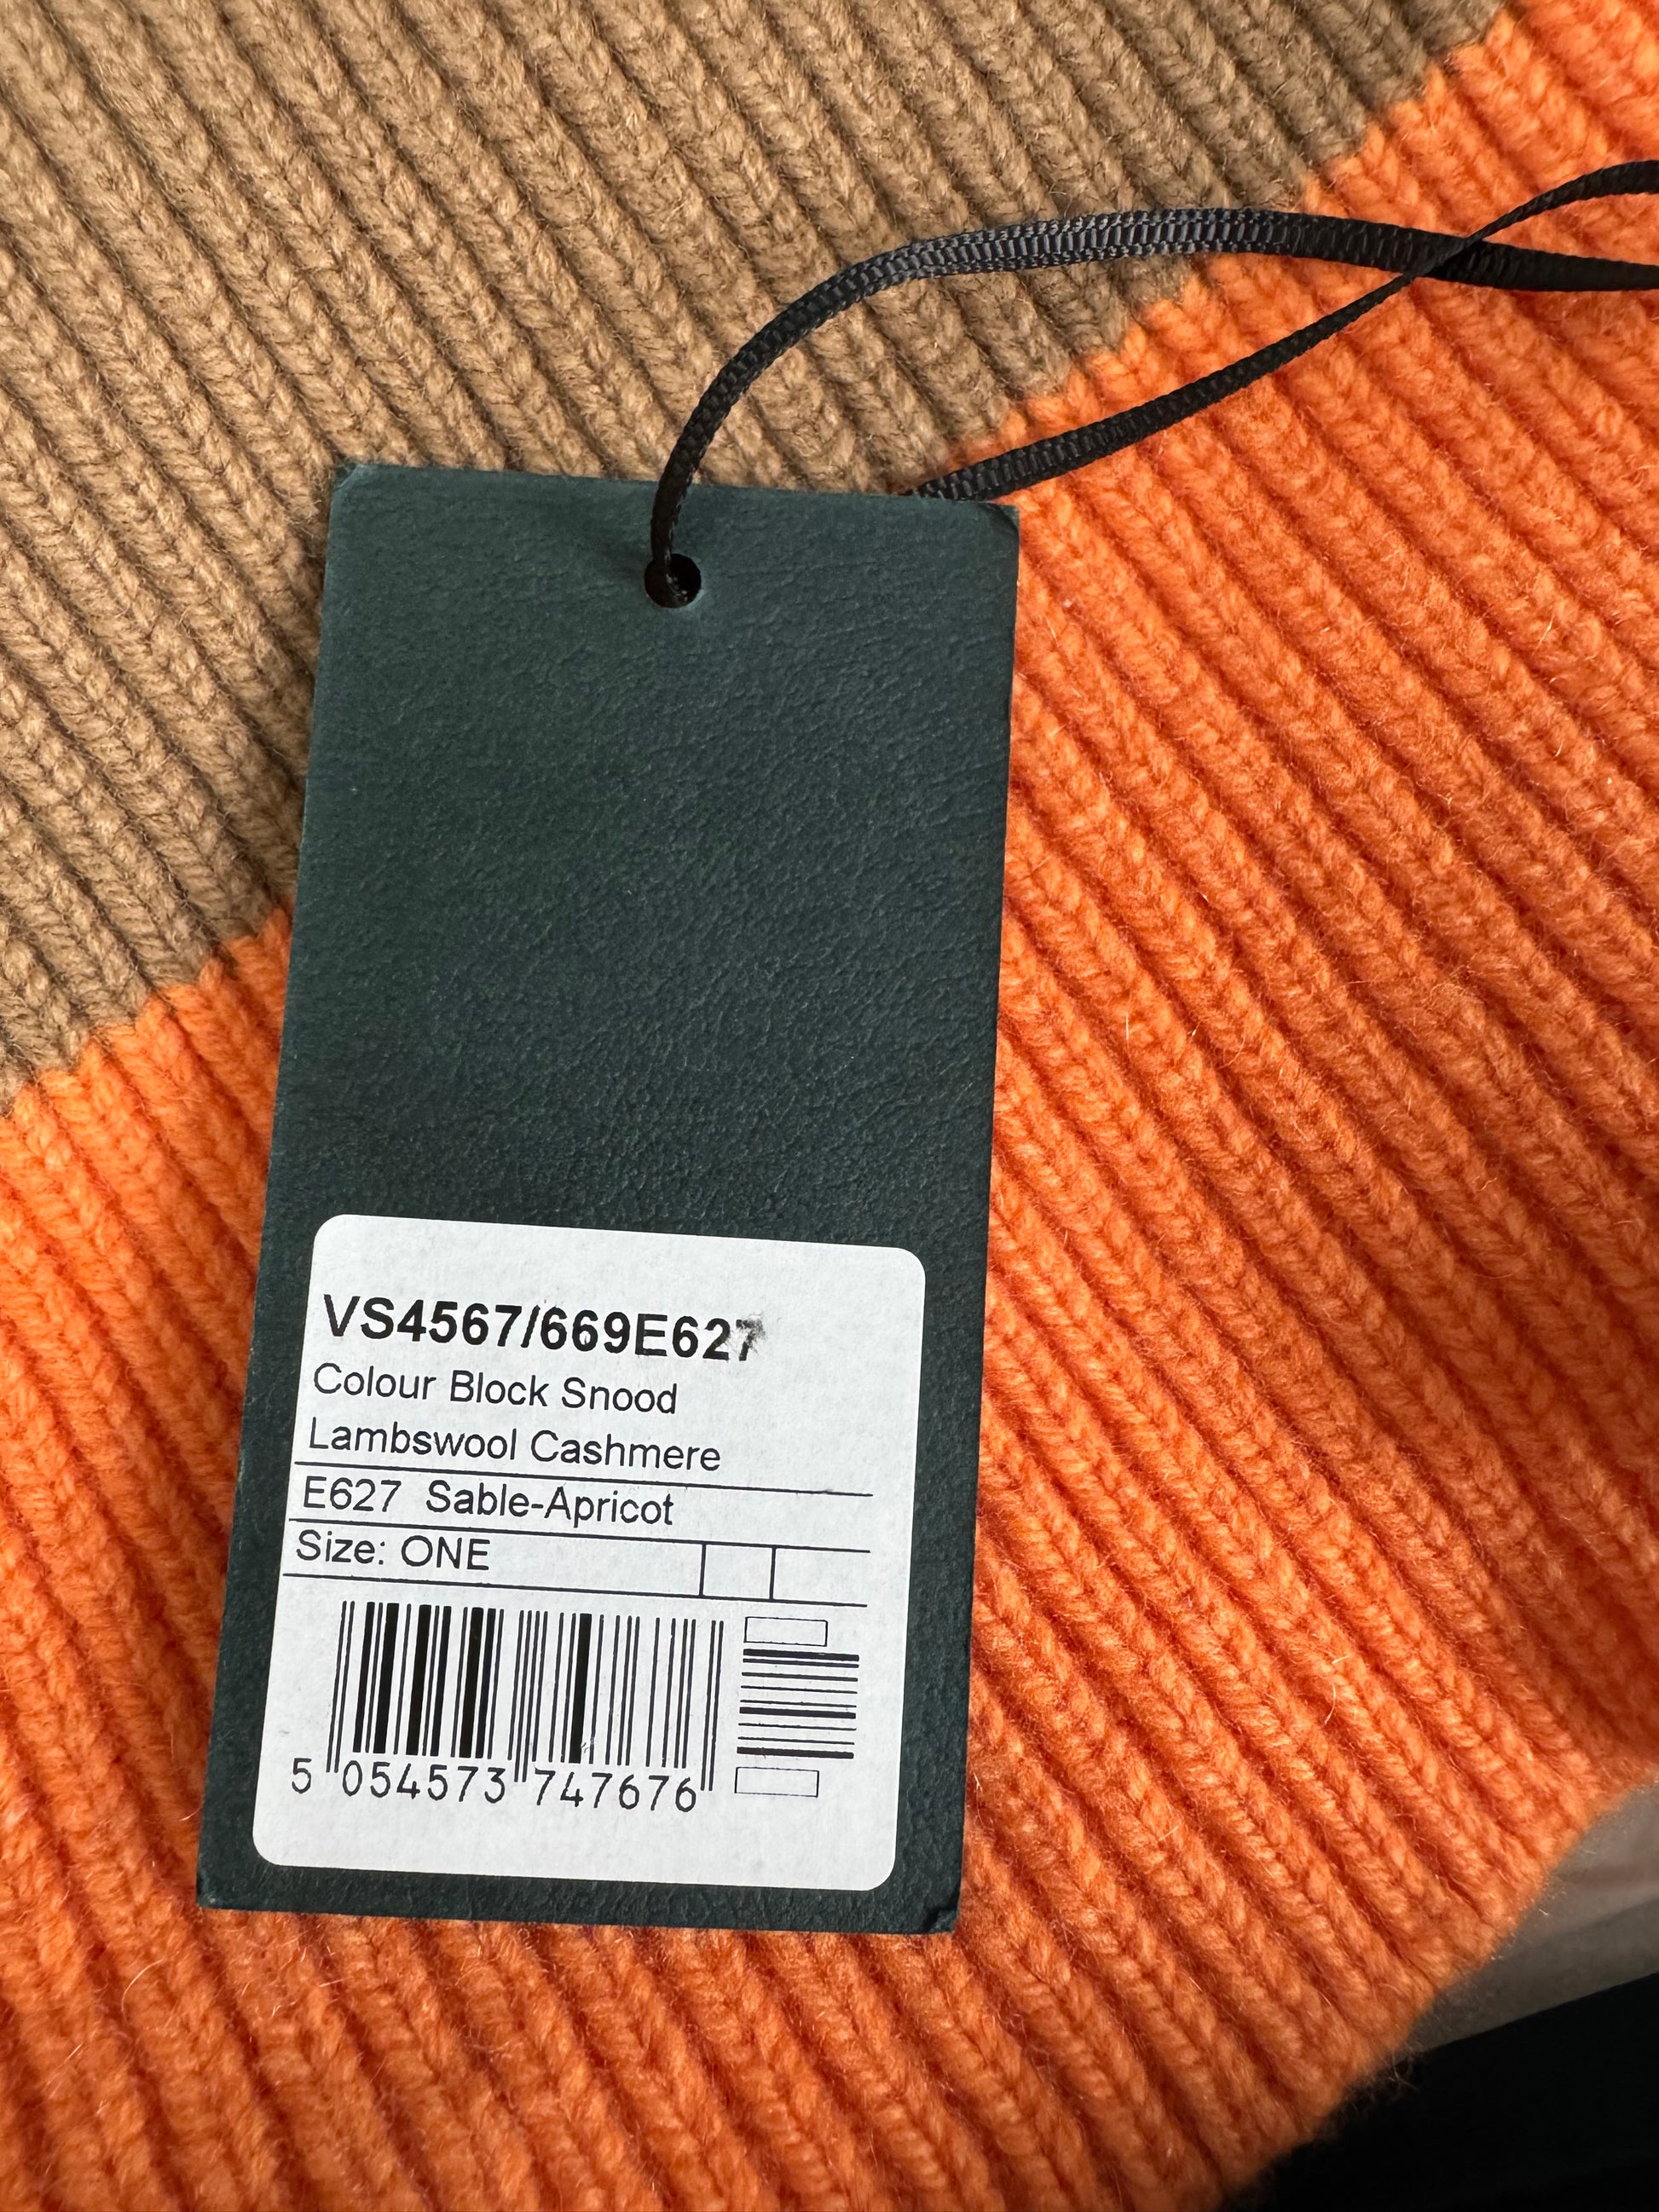 VS4567/669E627
Colour Block Snood
Lambswool Cashmere
E627 Sable-Apricot
Size: ONE
5 054573 747676